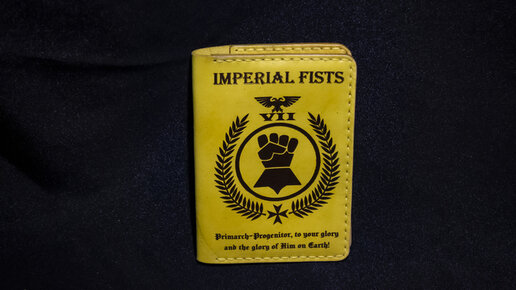 IMPERIAL FISTS
VII
Primarch-Progenitor, to your glory
and the glory of Him on Earth!